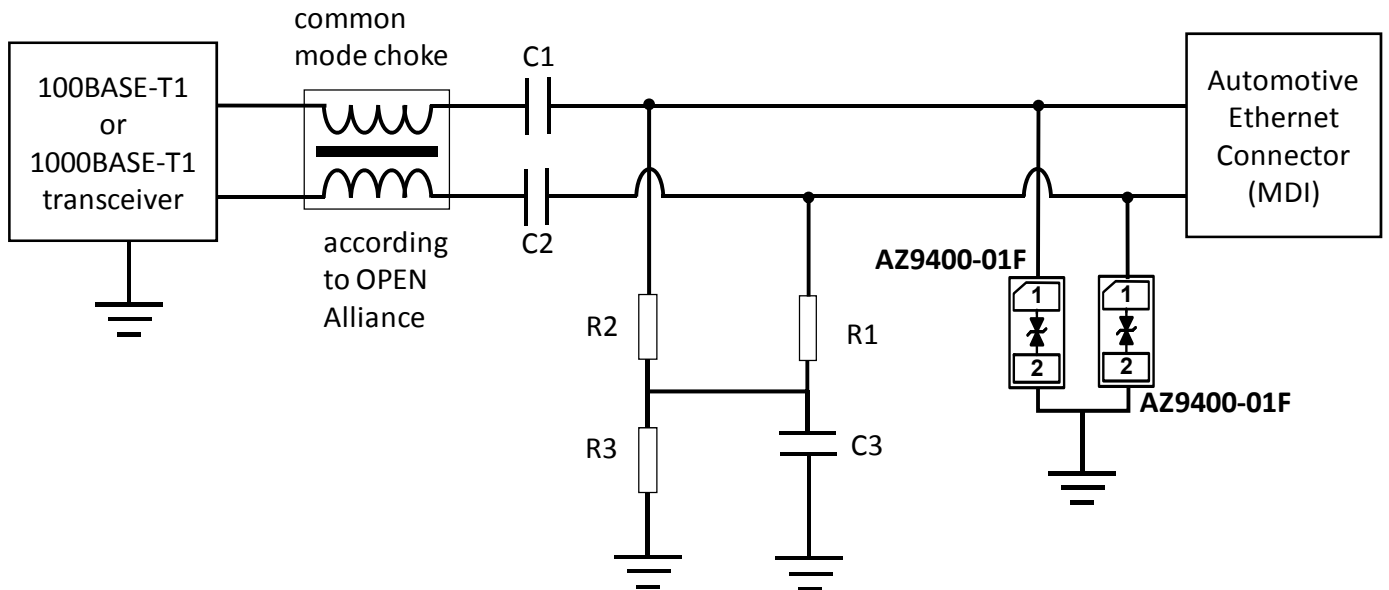 common
mode choke
C1
100BASE-T1
or
1000BASE-T1
transceiver
Automotive
Ethernet
Connector
(MDI)
C2
according
to OPEN
Alliance
AZ9400-01F
1
1
R2
R1
2
2
AZ9400-01F
R3
C3